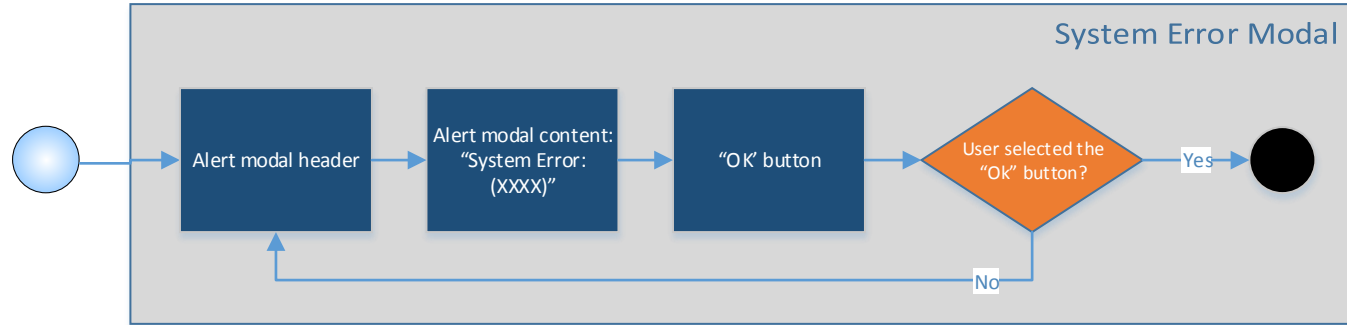 System Error Modal
Alert modal header
Alert modal content:
“System Error:
(XXXX)”
“OK’ button
User selected the
“Ok” button?
Yes
No